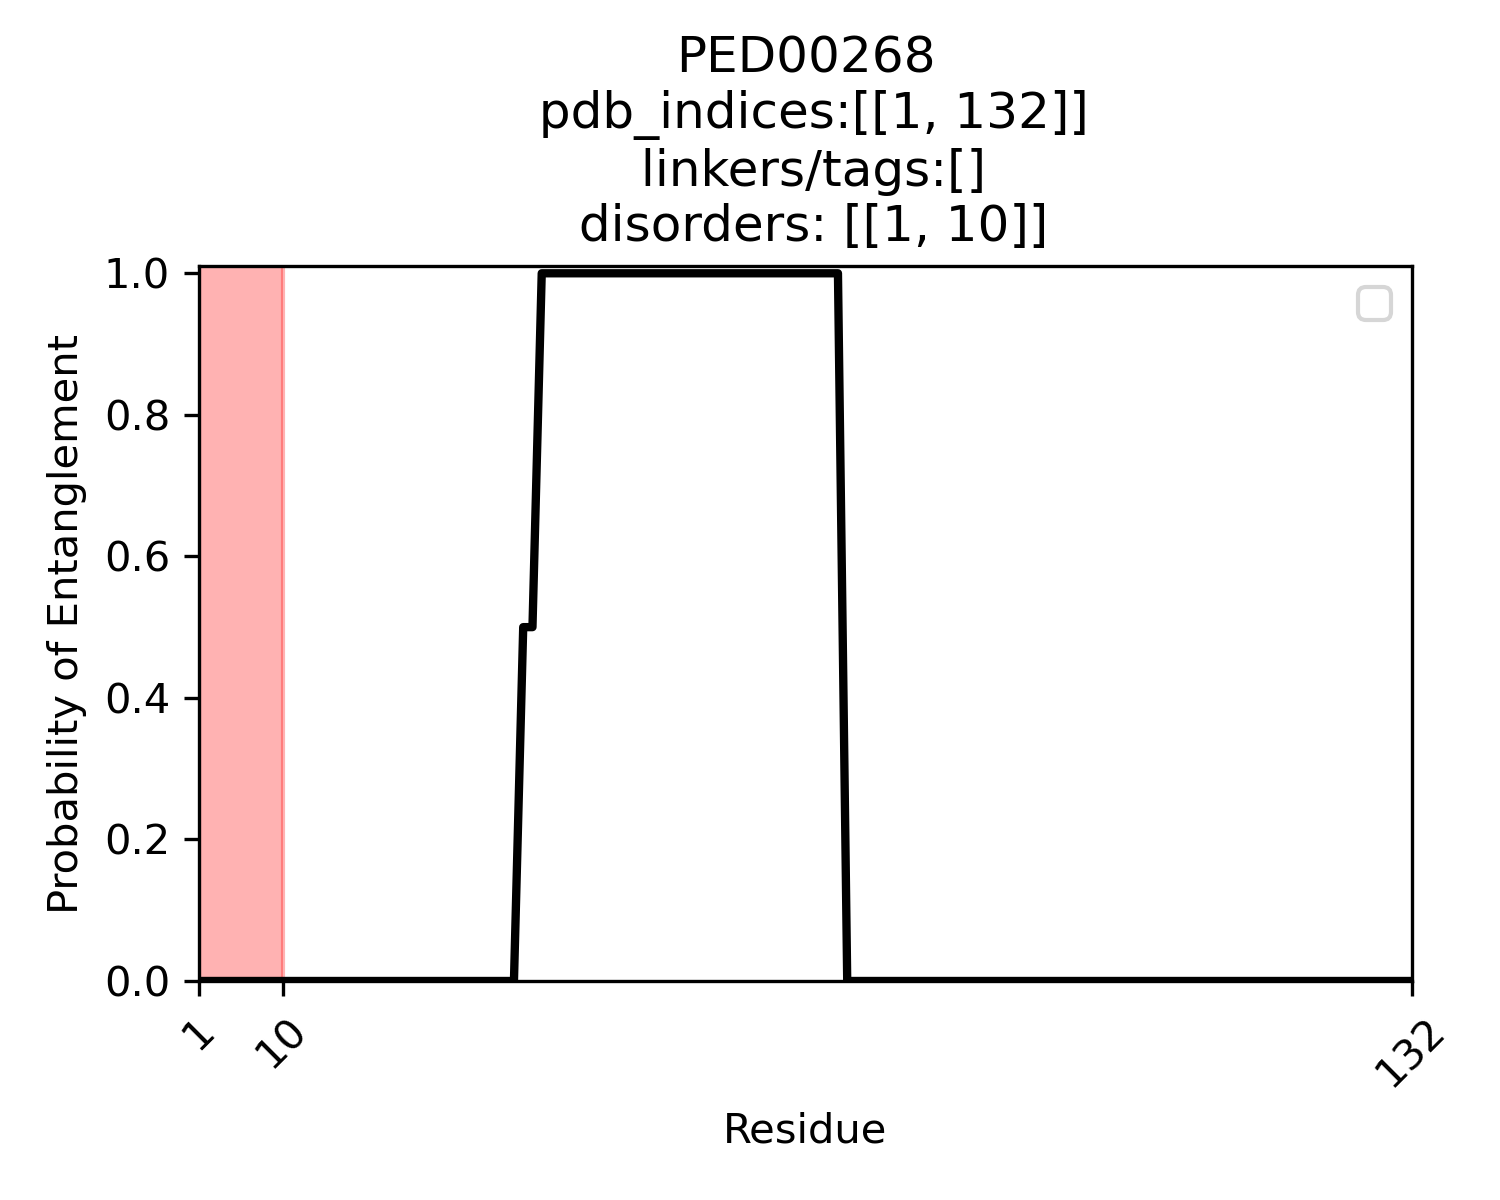 PED00268
pdb_indices:[[1, 132]]
linkers/tags:[]
disorders: [[1, 10]]
1.0
0.8
0.6
0.4
0.2
0.0
Probability of Entanglement
1
10
132
Residue